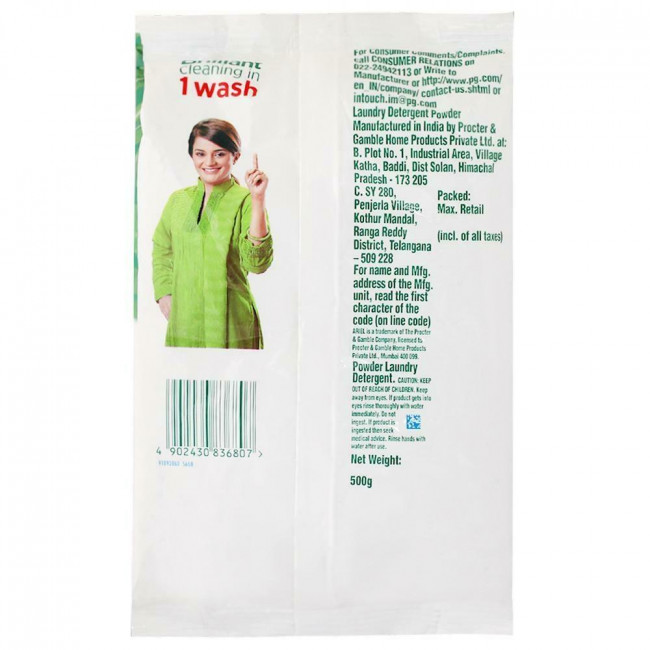 Brilliant
cleaning in
1 wash
For Consumer Comments/Complaints,
call CONSUMER RELATIONS on
022-24942113 or Write to
Manufacturer or http://www.pg.com/
en_IN/company/contact-us.shtml or
intouch.im@pg.com
Laundry Detergent Powder
Manufactured in India by Procter &
Gamble Home Products Private Ltd. at:
B. Plot No. 1, Industrial Area, Village
Katha, Baddi, Dist Solan, Himachal
Pradesh - 173 205
C. SY 280,
Penjerla Village,
Kothur Mandal,
Ranga Reddy
District, Telangana
– 509 228
For name and Mfg.
address of the Mfg.
unit, read the first
character of the
code (on line code)
ARIEL is a trademark of The Procter
& Gamble Company, licensed to
Procter & Gamble Home Products
Private Ltd., Mumbai 400 099.
Powder Laundry
Detergent. CAUTION: KEEP
OUT OF REACH OF CHILDREN. Keep
away from eyes. If product gets into
eyes rinse thoroughly with water
immediately. Do not
ingest. If product is
ingested then seek
medical advice. Rinse hands with
water after use.
Net Weight:
500g
Packed:
Max. Retail
(incl. of all taxes)
4 902430 836807 >